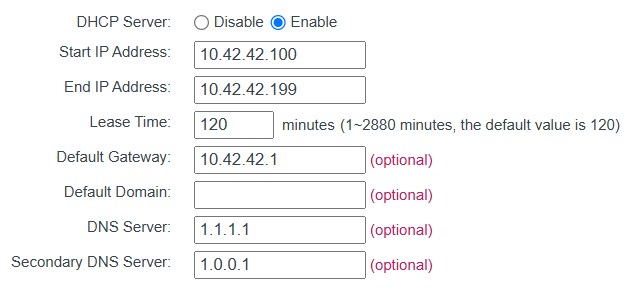 DHCP Server: Disable Enable
Start IP Address: 10.42.42.100
End IP Address: 10.42.42.199
Lease Time: 120 minutes (1~2880 minutes, the default value is 120)
Default Gateway: 10.42.42.1 (optional)
Default Domain: (optional)
DNS Server: 1.1.1.1 (optional)
Secondary DNS Server: 1.0.0.1 (optional)